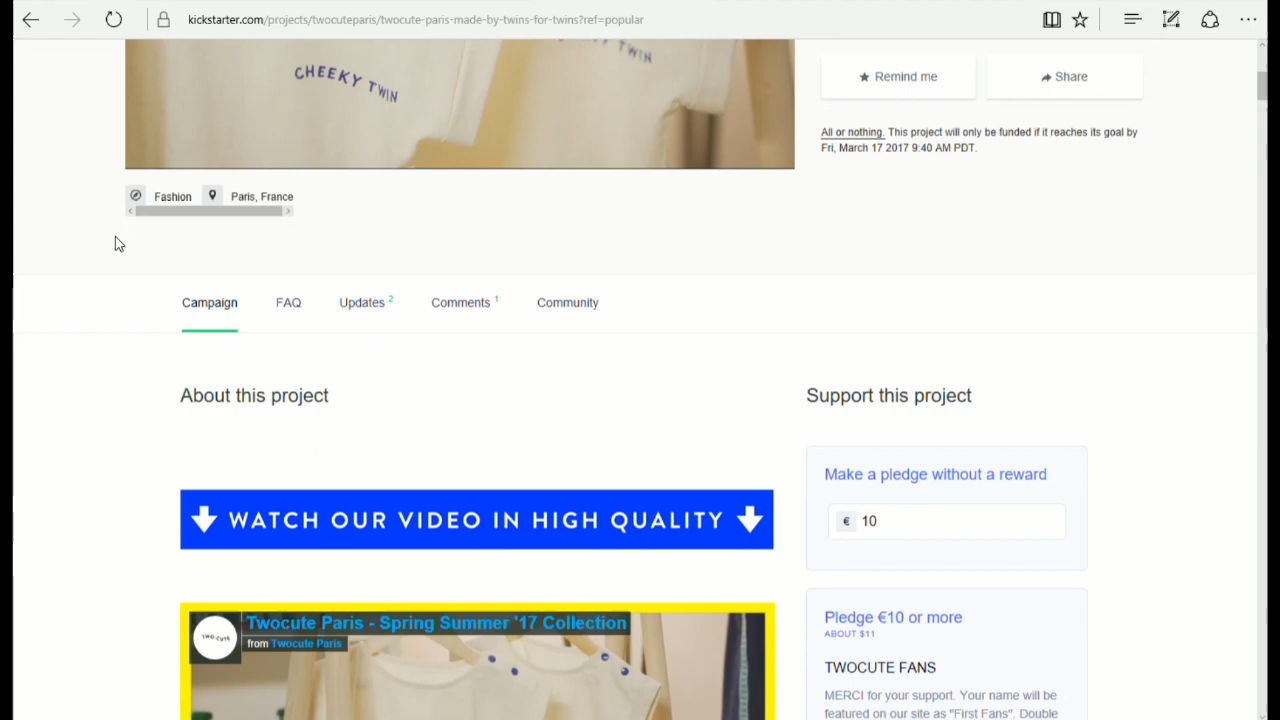 kickstarter.com/projects/twocuteparis/twocute-paris-made-by-twins-for-twins?ref=popular
CHEEKY TWIN
TWIN
Remind me
Share
All or nothing. This project will only be funded if it reaches its goal by
Fri, March 17 2017 9:40 AM PDT.
Fashion
Paris, France
Campaign
FAQ
Updates 2
Comments 1
Community
About this project
Support this project
Make a pledge without a reward
€ 10
WATCH OUR VIDEO IN HIGH QUALITY
Pledge €10 or more
ABOUT $11
TWOCUTE FANS
MERCI for your support. Your name will be
featured on our site as "First Fans". Double
TWO·CUTE
Twocute Paris - Spring Summer '17 Collection
from Twocute Paris